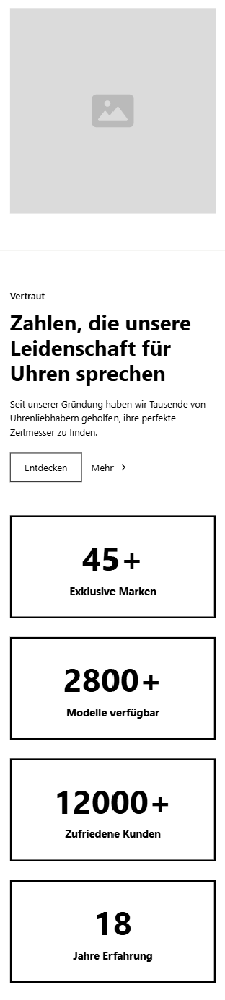 Vertraut
Zahlen, die unsere
Leidenschaft für
Uhren sprechen
Seit unserer Gründung haben wir Tausende von
Uhrenliebhabern geholfen, ihre perfekte
Zeitmesser zu finden.
Entdecken
Mehr
45+
Exklusive Marken
2800+
Modelle verfügbar
12000+
Zufriedene Kunden
18
Jahre Erfahrung